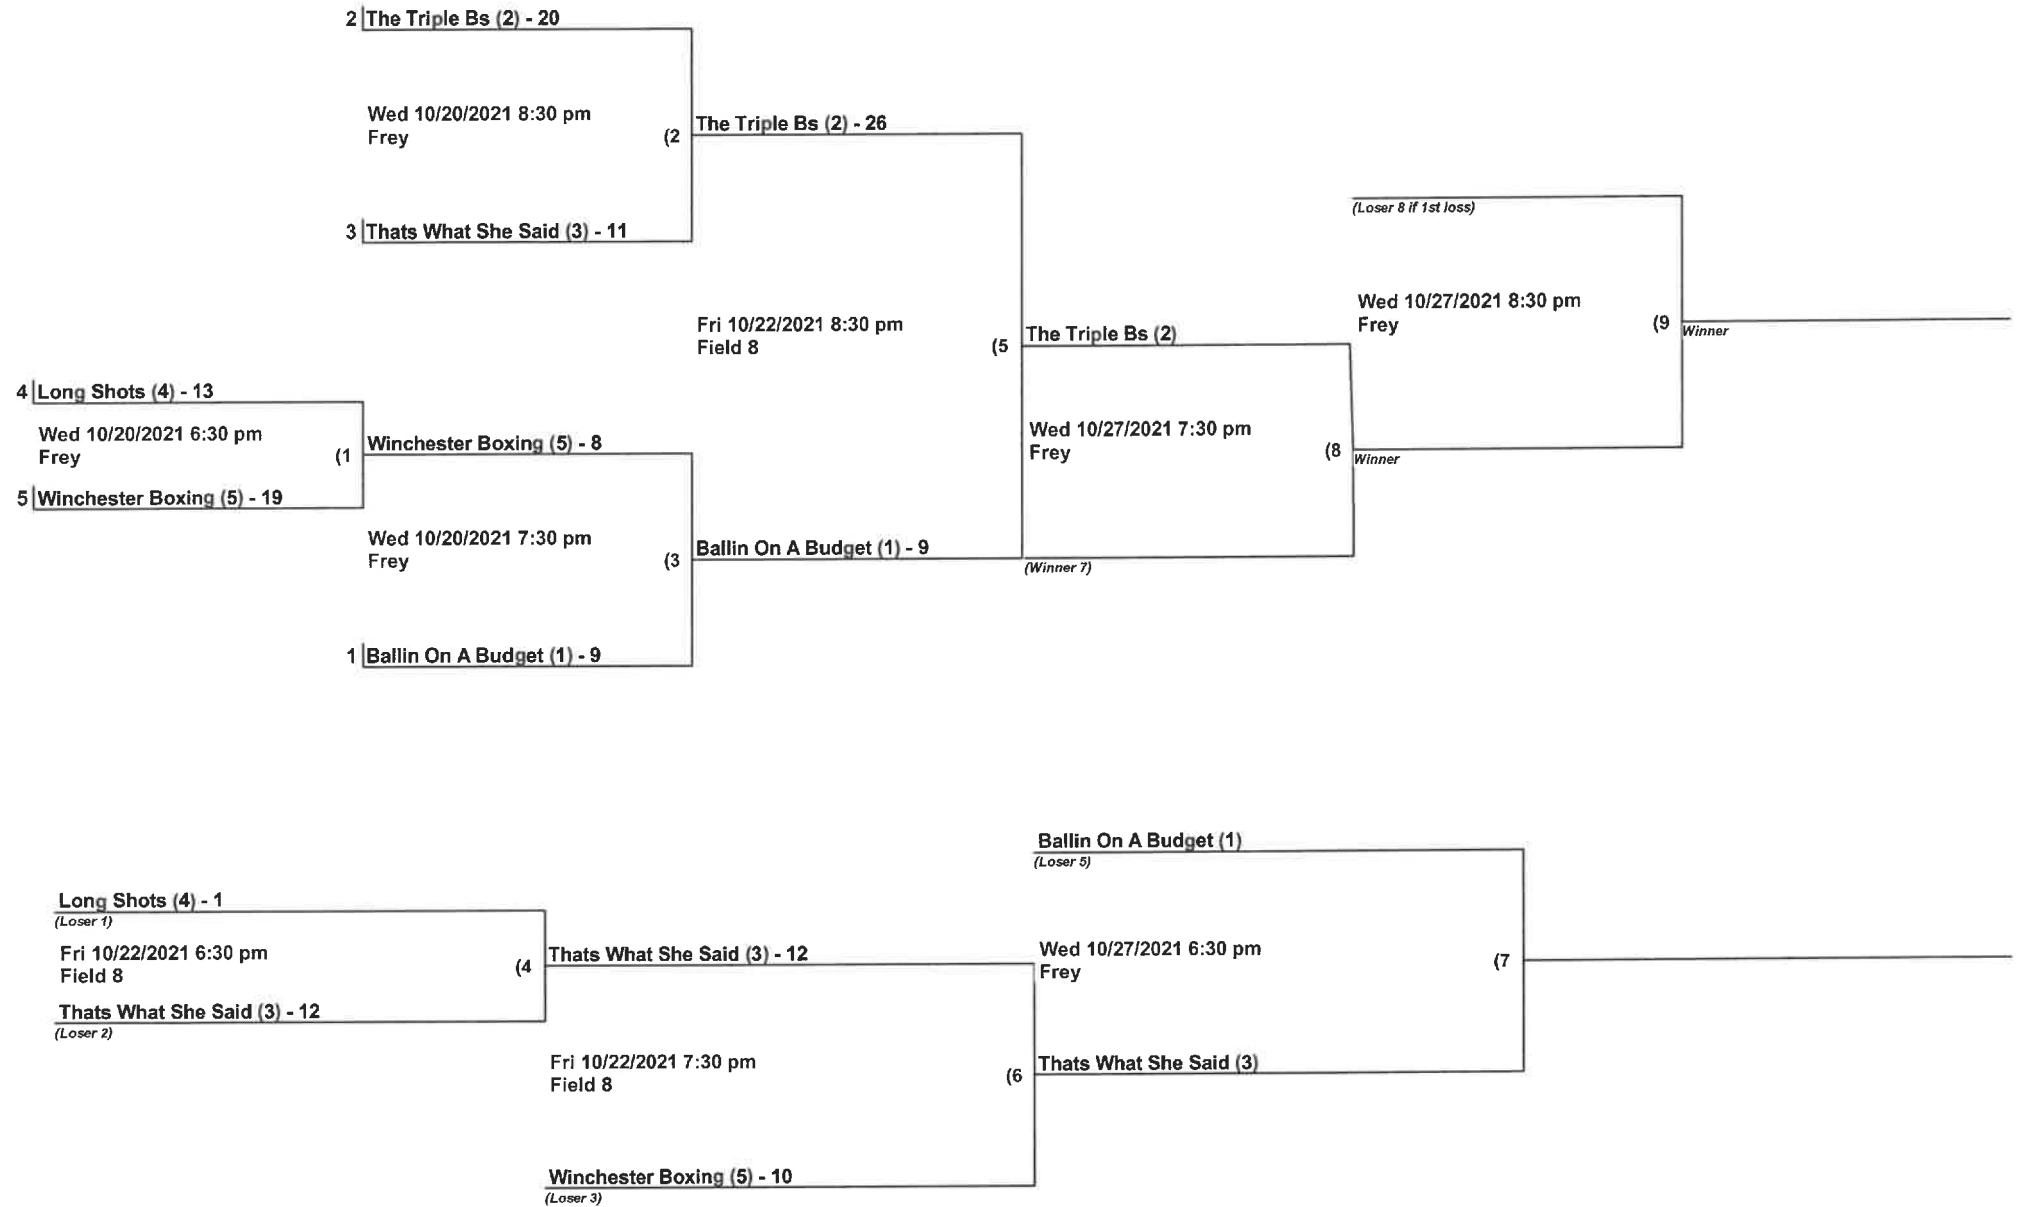 2 The Triple Bs (2) - 20
Wed 10/20/2021 8:30 pm
Frey
(2
The Triple Bs (2) - 26
3 Thats What She Said (3) - 11
(Loser 8 if 1st loss)
Wed 10/27/2021 8:30 pm
Frey
(9
Winner
Fri 10/22/2021 8:30 pm
Field 8
(5
The Triple Bs (2)
4 Long Shots (4) - 13
Wed 10/20/2021 6:30 pm
Frey
(1
5 Winchester Boxing (5) - 19
Winchester Boxing (5) - 8
Wed 10/27/2021 7:30 pm
Frey
(8
Winner
Wed 10/20/2021 7:30 pm
Frey
(3
Ballin On A Budget (1) - 9
(Winner 7)
1 Ballin On A Budget (1) - 9
Ballin On A Budget (1)
(Loser 5)
Long Shots (4) - 1
(Loser 1)
Fri 10/22/2021 6:30 pm
Field 8
(4
Thats What She Said (3) - 12
(Loser 2)
Thats What She Said (3) - 12
Wed 10/27/2021 6:30 pm
Frey
(7
Fri 10/22/2021 7:30 pm
Field 8
(6
Thats What She Said (3)
Winchester Boxing (5) - 10
(Loser 3)